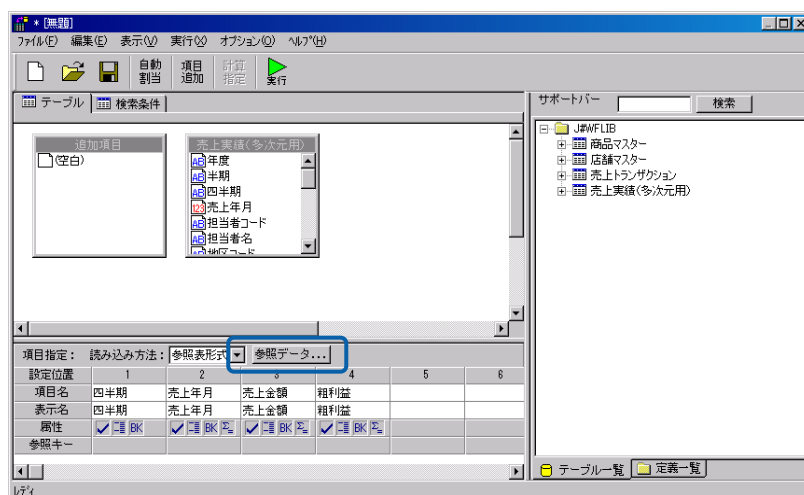 * [無題]
ファイル(F) 編集(E) 表示(V) 実行(X) オプション(O) ヘルプ(H)
自動割当 項目追加 計算指定 実行
テーブル 検索条件
サポートバー 検索
追加項目
(空白)
売上実績(多次元用)
年度
半期
四半期
売上年月
担当者コード
担当者名
地区コード
J#WFLIB
商品マスター
店舗マスター
売上トランザクション
売上実績(多次元用)
項目指定: 読み込み方法: 参照表形式 参照データ...
設定位置 1 2 3 4 5 6
項目名 四半期 売上年月 売上金額 粗利益
表示名 四半期 売上年月 売上金額 粗利益
属性 BK BK Σ BK Σ BK Σ
参照キー
テーブル一覧 定義一覧
レディ